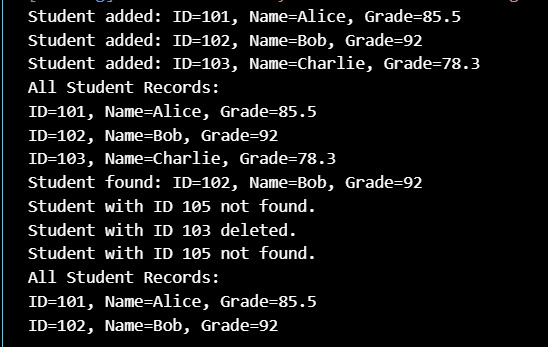 Student added: ID=101, Name=Alice, Grade=85.5
Student added: ID=102, Name=Bob, Grade=92
Student added: ID=103, Name=Charlie, Grade=78.3
All Student Records:
ID=101, Name=Alice, Grade=85.5
ID=102, Name=Bob, Grade=92
ID=103, Name=Charlie, Grade=78.3
Student found: ID=102, Name=Bob, Grade=92
Student with ID 105 not found.
Student with ID 103 deleted.
Student with ID 105 not found.
All Student Records:
ID=101, Name=Alice, Grade=85.5
ID=102, Name=Bob, Grade=92